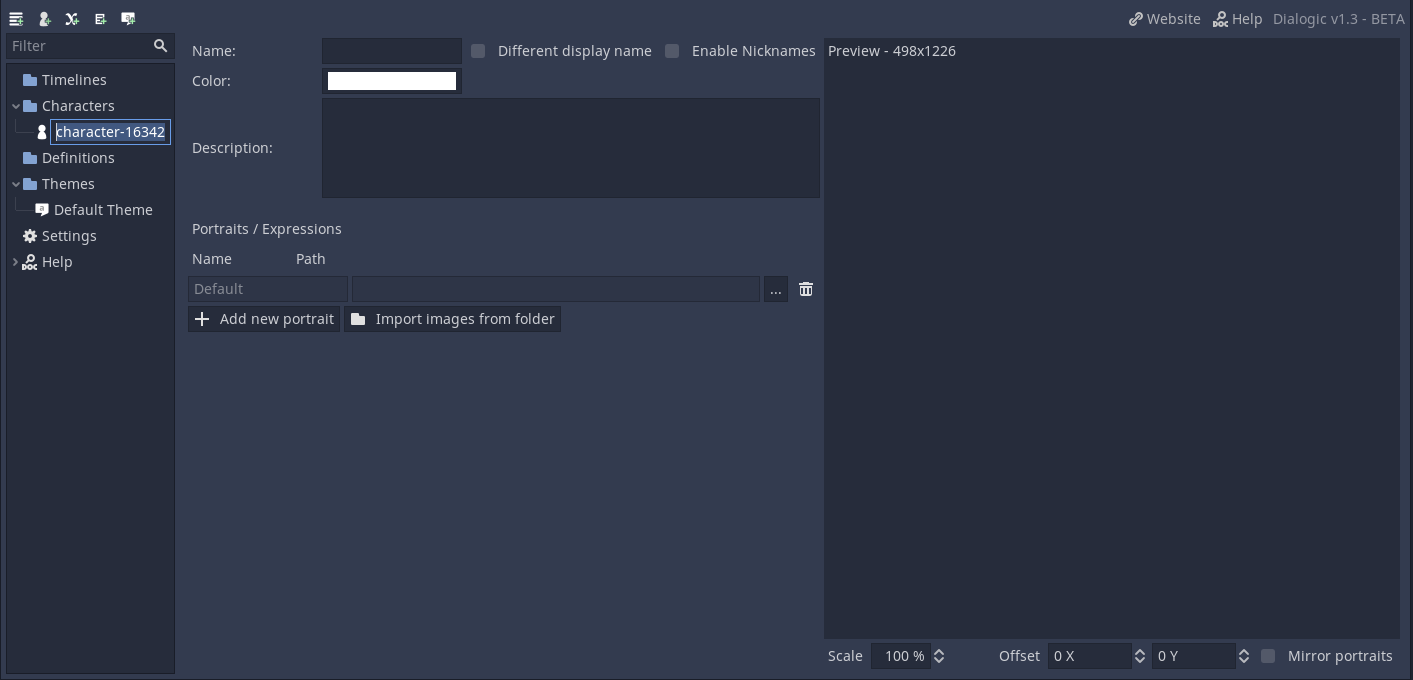 Website Help Dialogic v1.3 - BETA
Filter
Timelines
Characters
character-16342
Definitions
Themes
Default Theme
Settings
Help
Name: Different display name Enable Nicknames
Color:
Description:
Portraits / Expressions
Name Path
Default ...
Add new portrait Import images from folder
Preview - 498x1226
Scale 100 % Offset 0 X 0 Y Mirror portraits